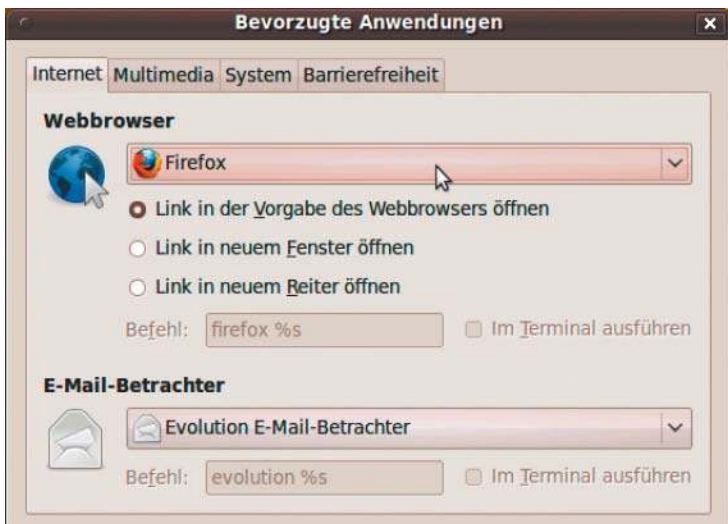 Bevorzugte Anwendungen
Internet Multimedia System Barrierefreiheit
Webbrowser
Firefox
Link in der Vorgabe des Webbrowsers öffnen
Link in neuem Fenster öffnen
Link in neuem Reiter öffnen
Befehl: firefox %s Im Terminal ausführen
E-Mail-Betrachter
Evolution E-Mail-Betrachter
Befehl: evolution %s Im Terminal ausführen